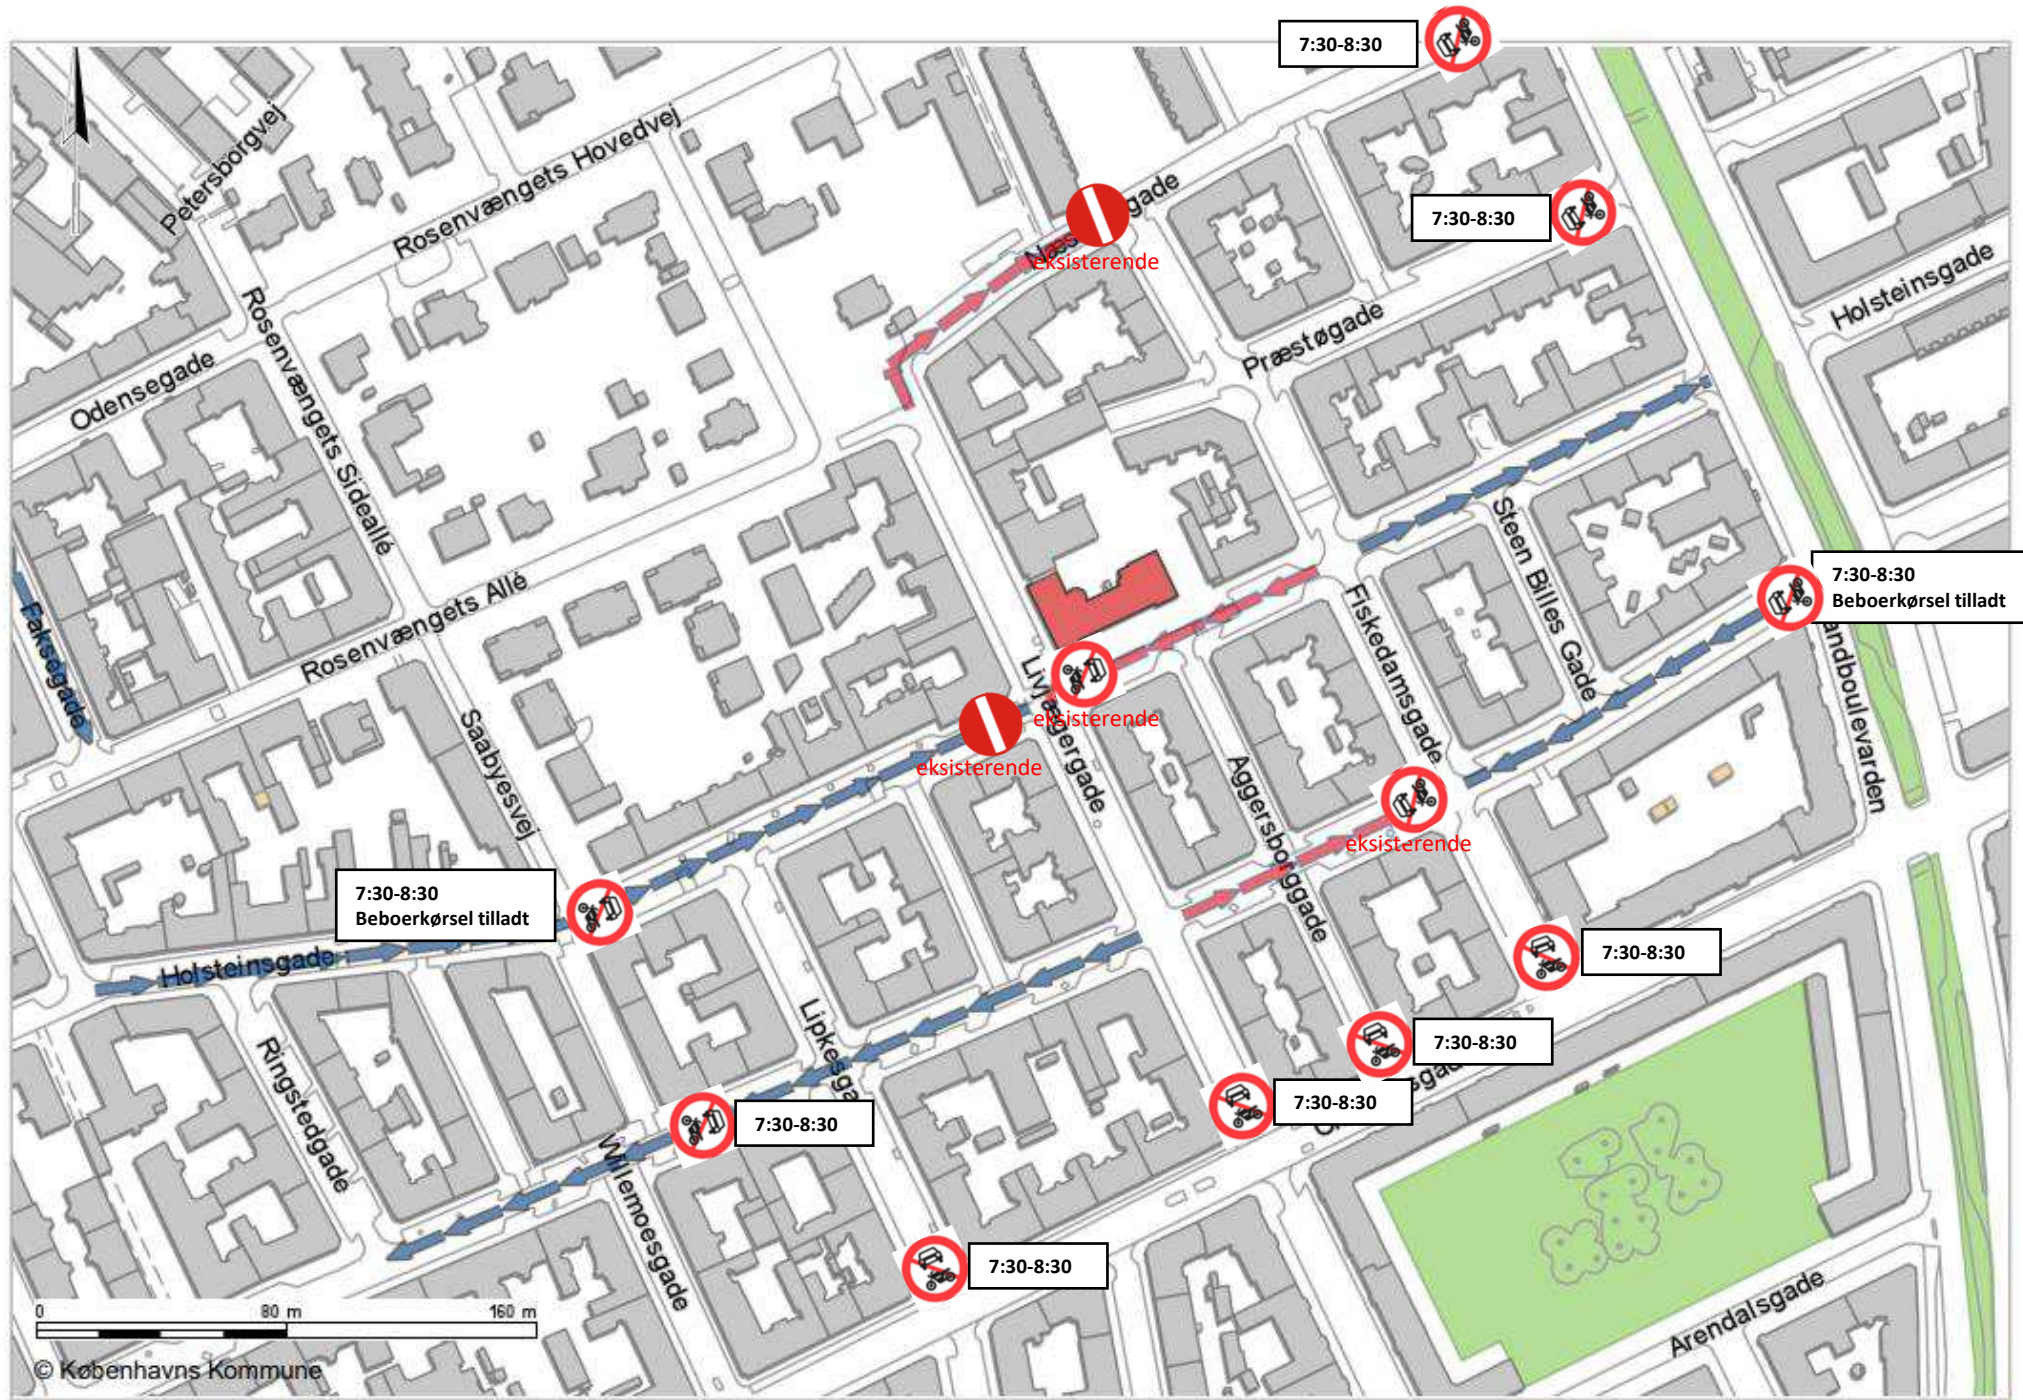 7:30-8:30
Petersborgvej
Rosenvængets Hovedvej
gade
eksisterende
7:30-8:30
Holsteinsgade
Odensegade
Rosenvængets Sideallé
Præstøgade
Steen Billes Gade
7:30-8:30
Beboerkørsel tilladt
Faksegade
Rosenvængets Allé
Fiskedamsgade
eksisterende
eksisterende
Saabyesvej
Aggersborggade
eksisterende
7:30-8:30
Beboerkørsel tilladt
Holsteinsgade
7:30-8:30
7:30-8:30
Ringstedgade
7:30-8:30
7:30-8:30
Willemoesgade
7:30-8:30
Arendalsgade
0 80 m 160 m
© Københavns Kommune